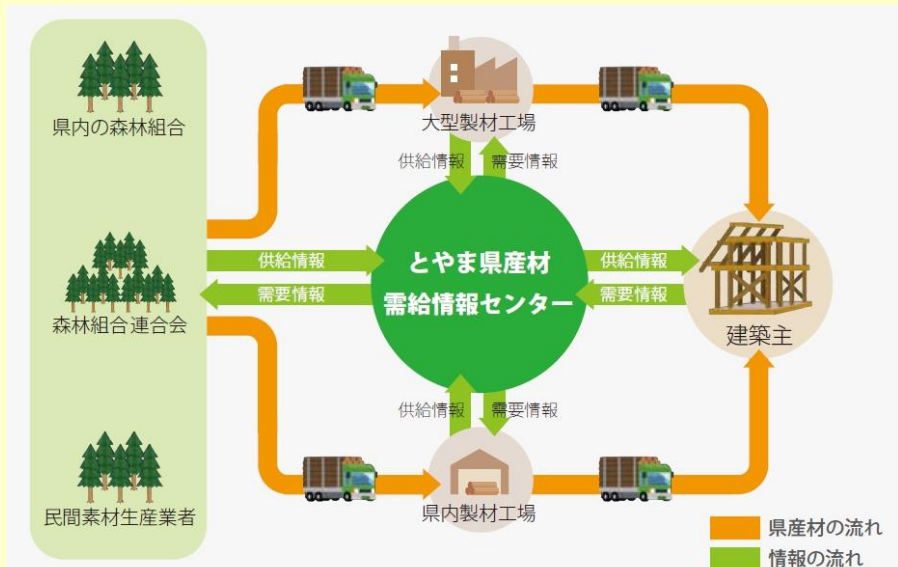 県内の森林組合
森林組合連合会
民間素材生産業者
大型製材工場
供給情報
需要情報
供給情報
需要情報
とやま県産材
需給情報センター
供給情報
需要情報
建築主
供給情報
需要情報
県内製材工場
県産材の流れ
情報の流れ